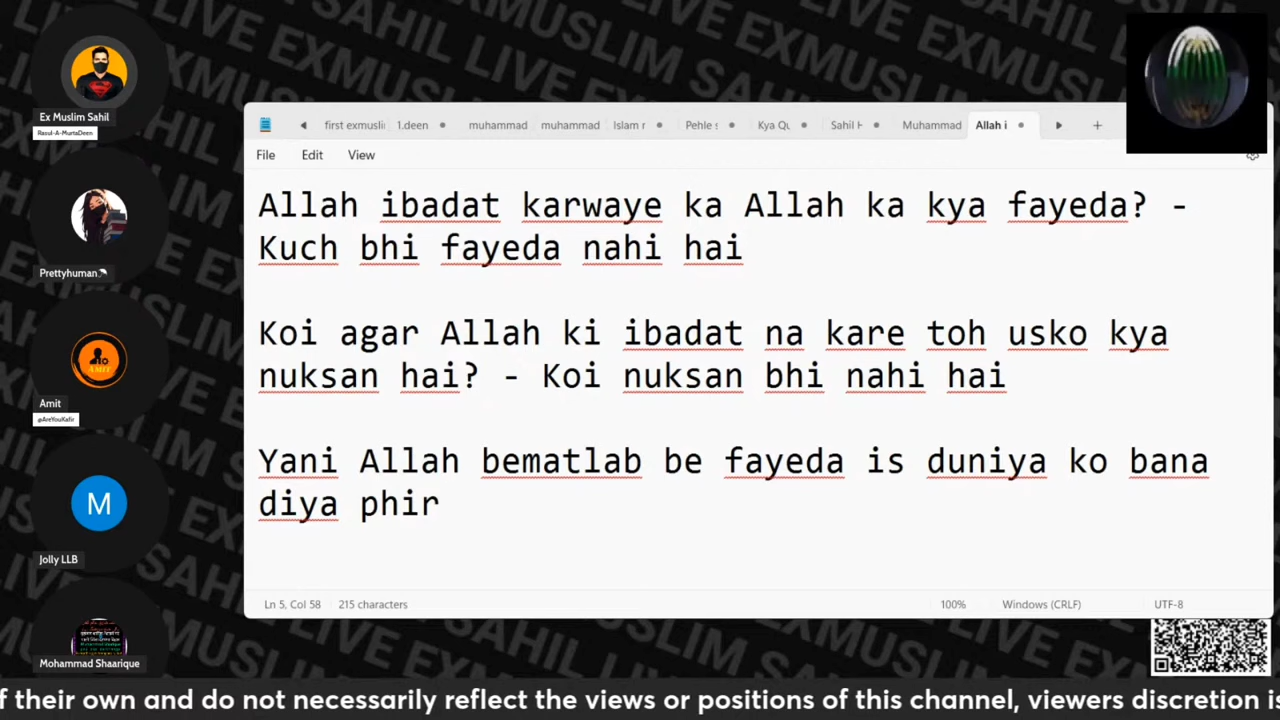 Ex Muslim Sahil
Rasul-A-MurtaDeen
Prettyhuman
Amit
@AreYouKafir
M
Jolly LLB
Mohammad Shaarique
first exmusli
1.deen
muhammad
muhammad
Islam r
Pehle s
Kya Qu
Sahil H
Muhammad
Allah i
File Edit View
Allah ibadat karwaye ka Allah ka kya fayeda? -
Kuch bhi fayeda nahi hai
Koi agar Allah ki ibadat na kare toh usko kya
nuksan hai? - Koi nuksan bhi nahi hai
Yani Allah bematlab be fayeda is duniya ko bana
diya phir
Ln 5, Col 58 215 characters 100% Windows (CRLF) UTF-8
f their own and do not necessarily reflect the views or positions of this channel, viewers discretion is